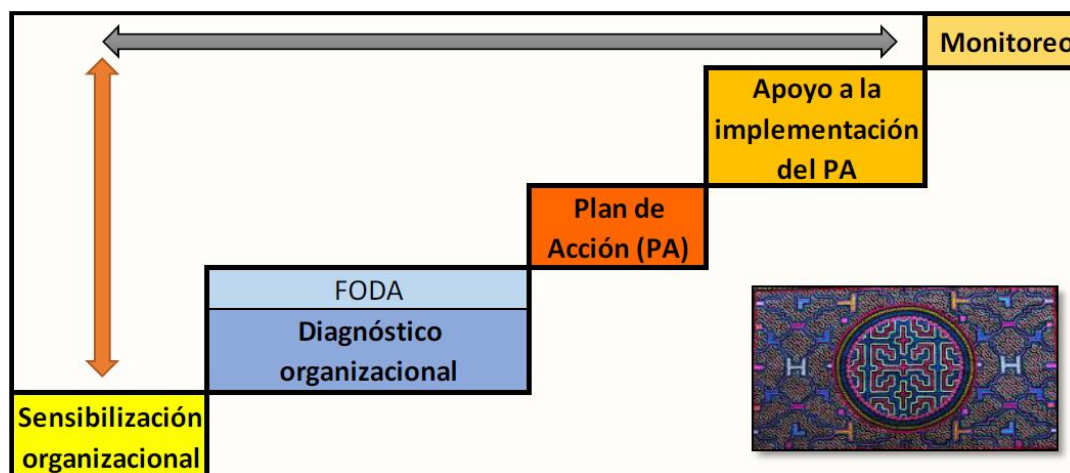 Monitoreo
Apoyo a la
implementación
del PA
Plan de
Acción (PA)
FODA
Diagnóstico
organizacional
Sensibilización
organizacional